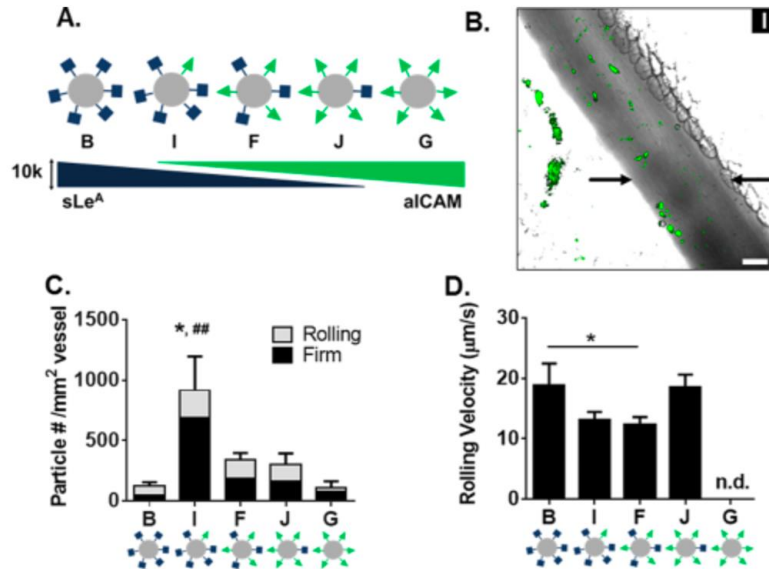 A.
B I F J G
10k
sLeᴬ aICAM
B.
I
C.
Particle # /mm² vessel
1500
1000
500
0
*, ##
Rolling
Firm
B I F J G
D.
Rolling Velocity (µm/s)
30
20
10
0
*
n.d.
B I F J G